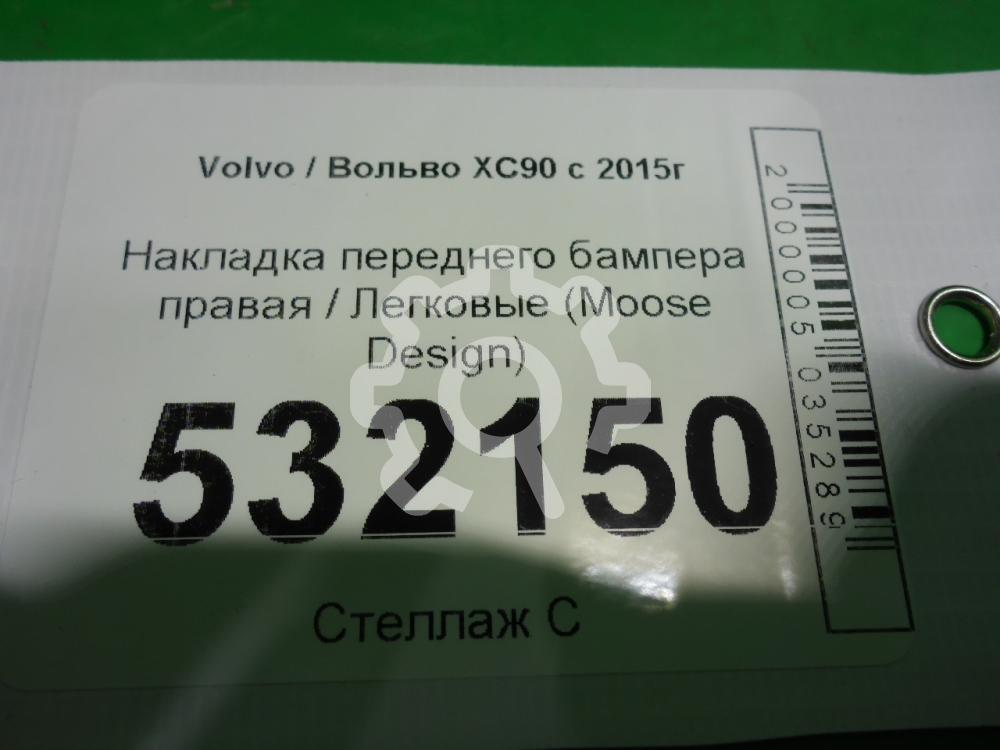 Volvo / Вольво XC90 с 2015г
Накладка переднего бампера
правая / Легковые (Moose
Design)
532150
Стеллаж С
2000005035289